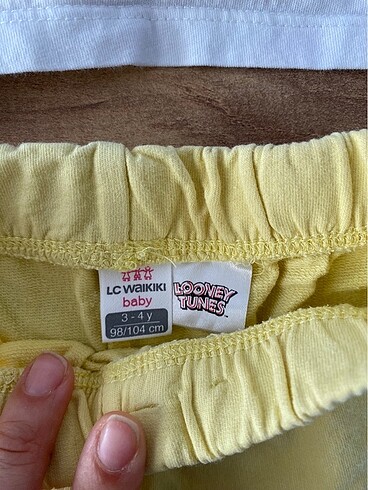 LC WAIKIKI
baby
3 - 4 y
98/104 cm
LOONEY
TUNES